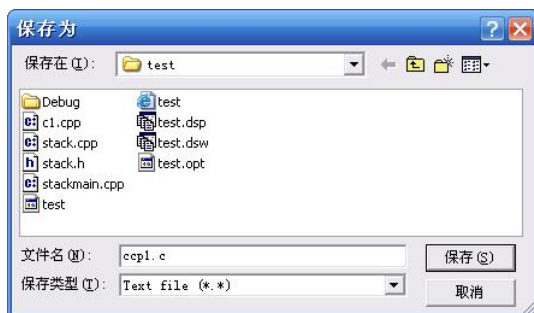 保存为
保存在(I):
test
Debug
c1.cpp
stack.cpp
stack.h
stackmain.cpp
test
test
test.dsp
test.dsw
test.opt
文件名(N):
ccp1.c
保存(S)
保存类型(T):
Text file (*.*)
取消